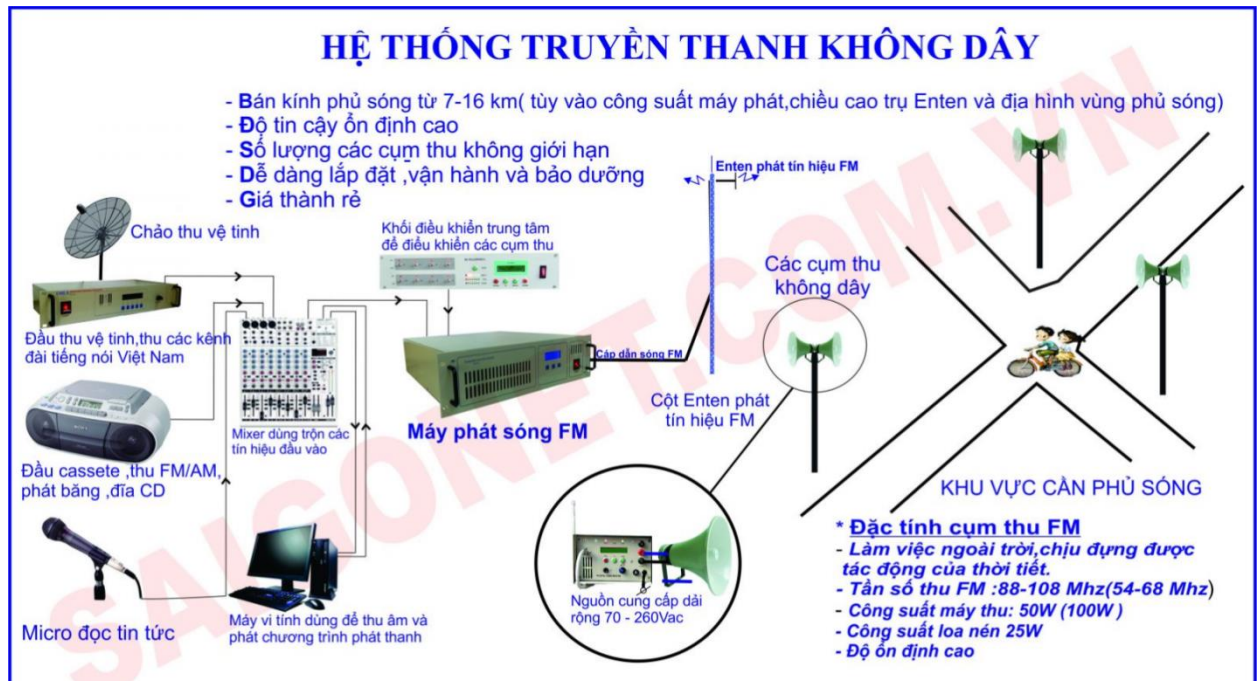 HỆ THỐNG TRUYỀN THANH KHÔNG DÂY
- Bán kính phủ sóng từ 7-16 km( tùy vào công suất máy phát,chiều cao trụ Enten và địa hình vùng phủ sóng)
- Độ tin cậy ổn định cao
- Số lượng các cụm thu không giới hạn
- Dễ dàng lắp đặt ,vận hành và bảo dưỡng
- Giá thành rẻ
Enten phát tín hiệu FM
Chảo thu vệ tinh
Khối điều khiển trung tâm
để điều khiển các cụm thu
Các cụm thu
không dây
Đầu thu vệ tinh,thu các kênh
đài tiếng nói Việt Nam
Cáp dẫn sóng FM
Cột Enten phát
tín hiệu FM
Mixer dùng trộn các
tín hiệu đầu vào
Máy phát sóng FM
Đầu cassete ,thu FM/AM,
phát băng ,đĩa CD
KHU VỰC CẦN PHỦ SÓNG
* Đặc tính cụm thu FM
- Làm việc ngoài trời,chịu đựng được
tác động của thời tiết.
- Tần số thu FM :88-108 Mhz(54-68 Mhz)
- Công suất máy thu: 50W (100W )
- Công suất loa nén 25W
- Độ ổn định cao
Nguồn cung cấp dải
rộng 70 - 260Vac
Micro đọc tin tức
Máy vi tính dùng để thu âm và
phát chương trình phát thanh
SAIGONET.COM.VN